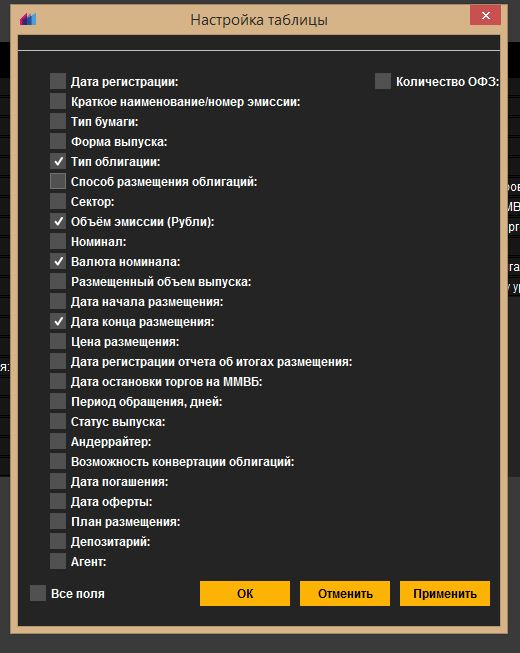 Настройка таблицы
Дата регистрации:
Количество ОФЗ:
Краткое наименование/номер эмиссии:
Тип бумаги:
Форма выпуска:
Тип облигации:
Способ размещения облигаций:
Сектор:
Объём эмиссии (Рубли):
Номинал:
Валюта номинала:
Размещенный объем выпуска:
Дата начала размещения:
Дата конца размещения:
Цена размещения:
Дата регистрации отчета об итогах размещения:
Дата остановки торгов на ММВБ:
Период обращения, дней:
Статус выпуска:
Андеррайтер:
Возможность конвертации облигаций:
Дата погашения:
Дата оферты:
План размещения:
Депозитарий:
Агент:
Все поля
ОК
Отменить
Применить